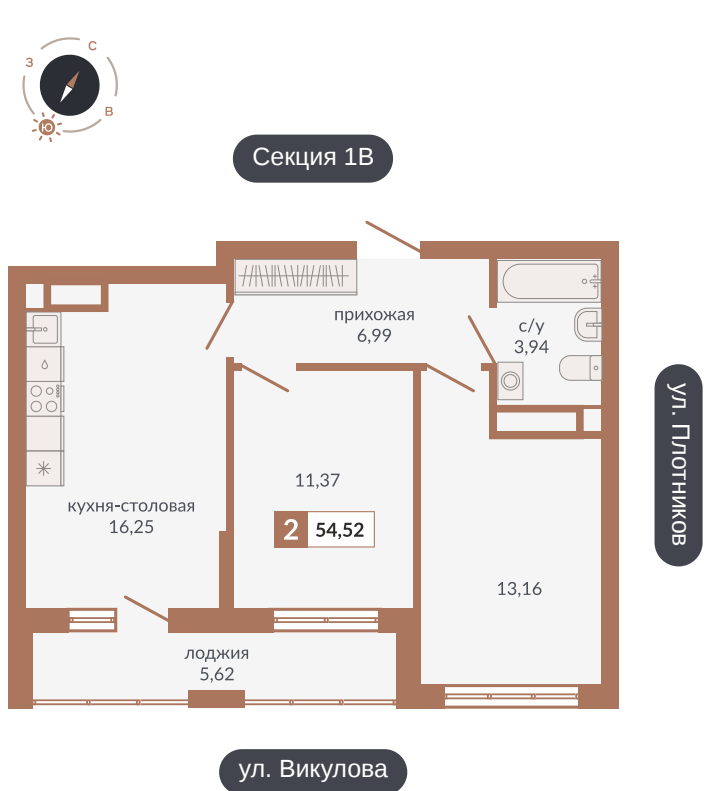 С
З
В
Ю
Секция 1В
прихожая
6,99
с/у
3,94
ул. Плотников
11,37
кухня-столовая
16,25
2 54,52
13,16
лоджия
5,62
ул. Викулова